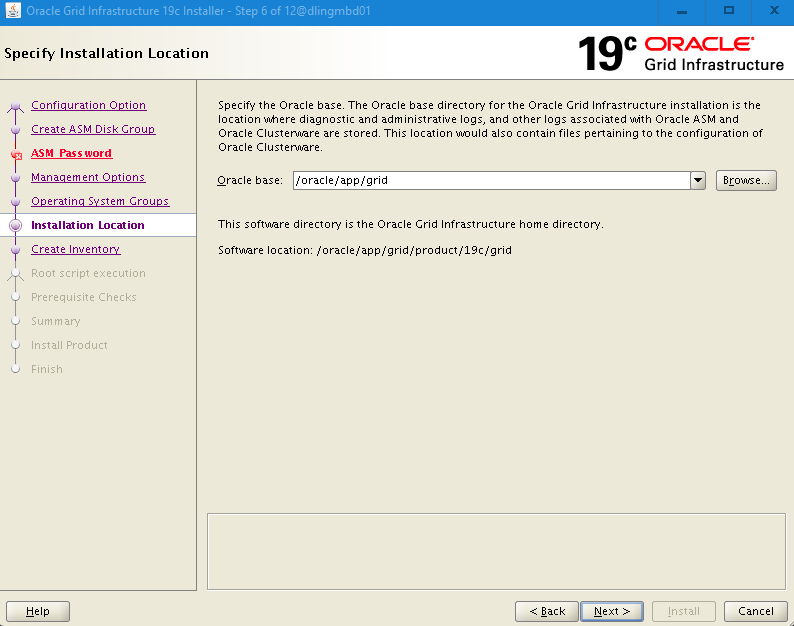 Oracle Grid Infrastructure 19c Installer - Step 6 of 12@dlingmbd01
Specify Installation Location
19c ORACLE
Grid Infrastructure
Configuration Option
Create ASM Disk Group
ASM Password
Management Options
Operating System Groups
Installation Location
Create Inventory
Root script execution
Prerequisite Checks
Summary
Install Product
Finish
Specify the Oracle base. The Oracle base directory for the Oracle Grid Infrastructure installation is the
location where diagnostic and administrative logs, and other logs associated with Oracle ASM and
Oracle Clusterware are stored. This location would also contain files pertaining to the configuration of
Oracle Clusterware.
Oracle base: /oracle/app/grid Browse...
This software directory is the Oracle Grid Infrastructure home directory.
Software location: /oracle/app/grid/product/19c/grid
Help < Back Next > Install Cancel